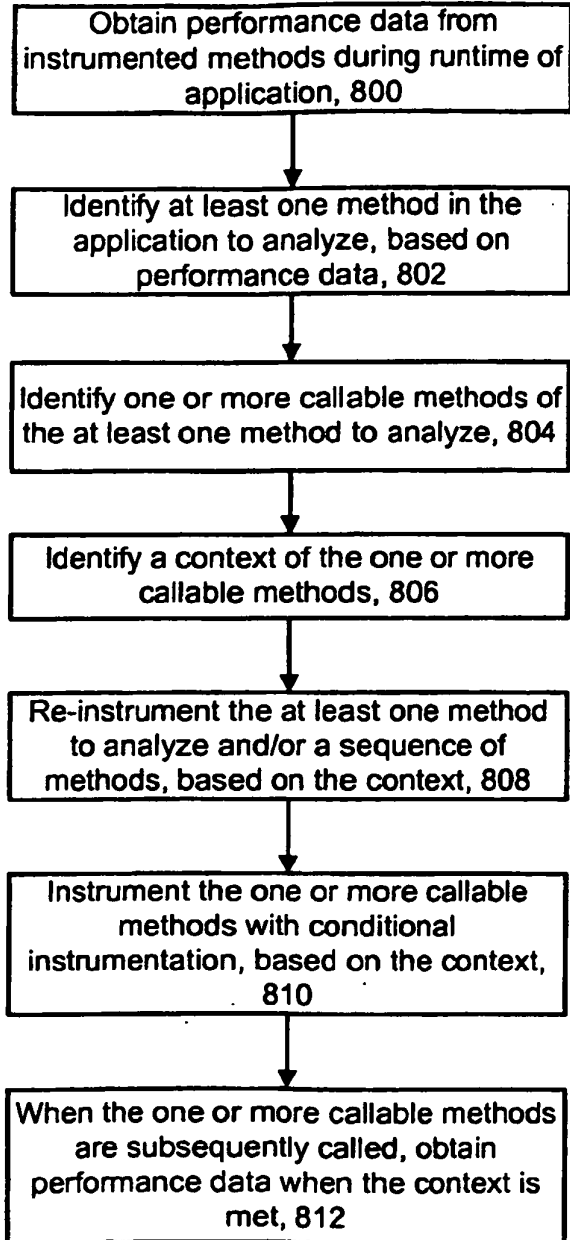 Obtain performance data from
instrumented methods during runtime of
application, 800
Identify at least one method in the
application to analyze, based on
performance data, 802
Identify one or more callable methods of
the at least one method to analyze, 804
Identify a context of the one or more
callable methods, 806
Re-instrument the at least one method
to analyze and/or a sequence of
methods, based on the context, 808
Instrument the one or more callable
methods with conditional
instrumentation, based on the context,
810
When the one or more callable methods
are subsequently called, obtain
performance data when the context is
met, 812